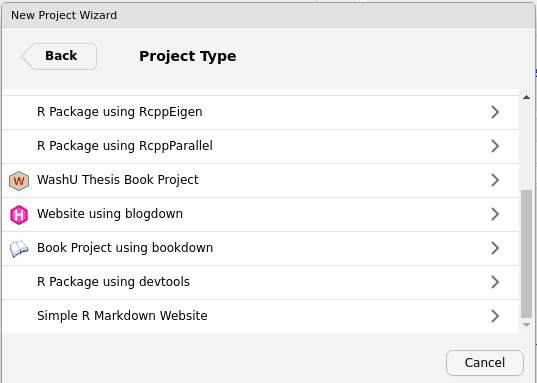 New Project Wizard
Back
Project Type
R Package using RcppEigen
R Package using RcppParallel
W WashU Thesis Book Project
H Website using blogdown
Book Project using bookdown
R Package using devtools
Simple R Markdown Website
Cancel